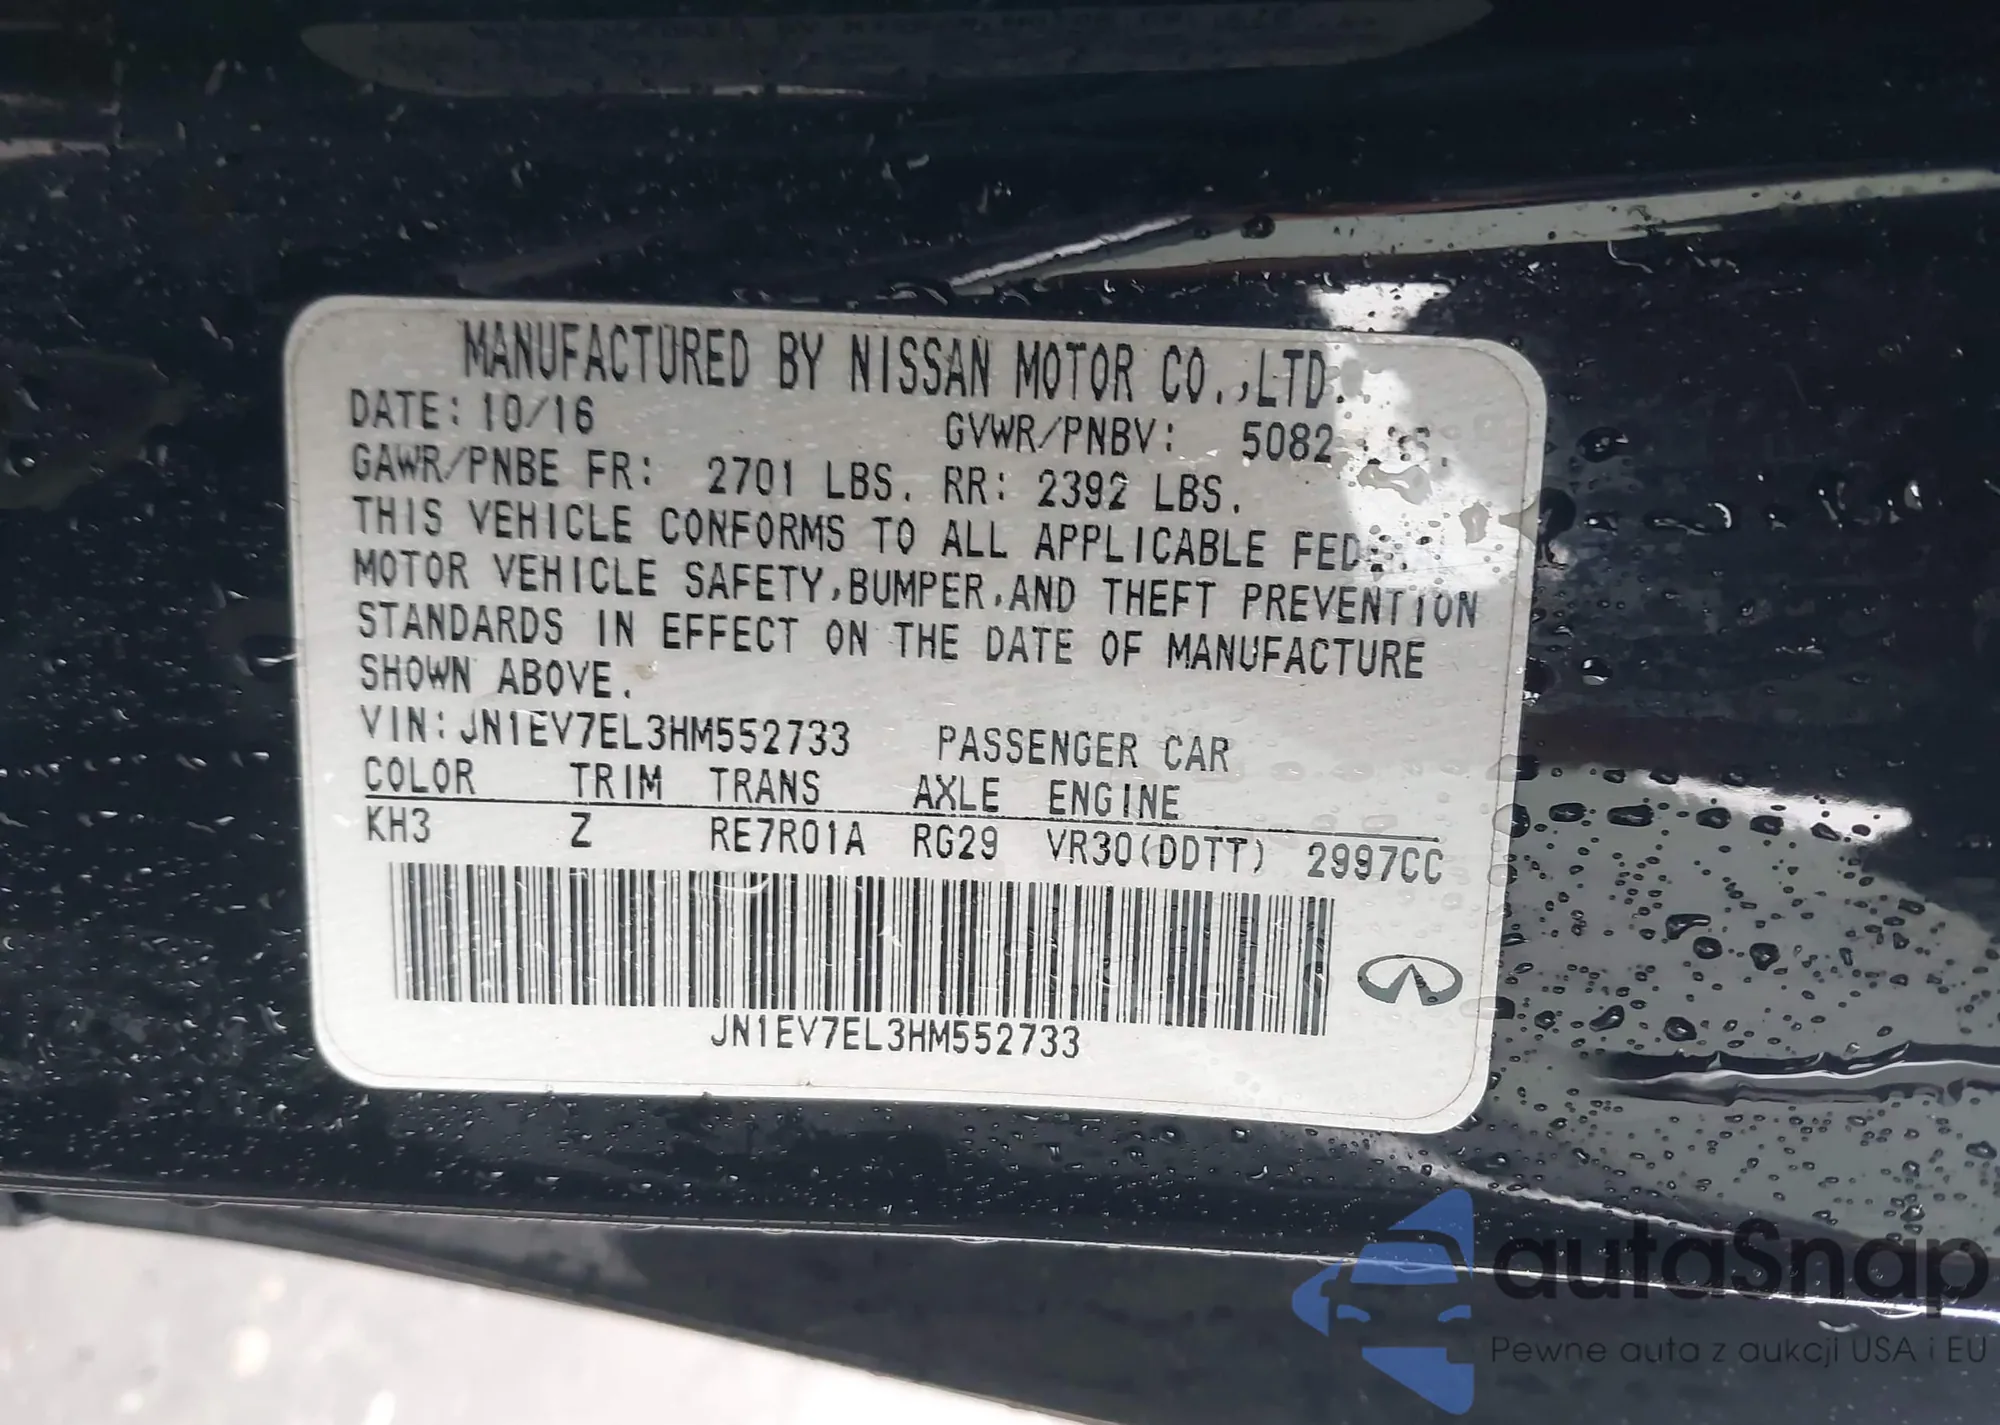 MANUFACTURED BY NISSAN MOTOR CO.,LTD.
DATE: 10/16 GVWR/PNBV: 5082
GAWR/PNBE FR: 2701 LBS. RR: 2392 LBS.
THIS VEHICLE CONFORMS TO ALL APPLICABLE
MOTOR VEHICLE SAFETY,BUMPER,AND THEFT PREVENTION
STANDARDS IN EFFECT ON THE DATE OF MANUFACTURE
SHOWN ABOVE.
VIN: JN1EV7EL3HM552733 PASSENGER CAR
COLOR TRIM TRANS AXLE ENGINE
KH3 Z RE7R01A RG29 VR30(DDTT) 2997CC
JN1EV7EL3HM552733
autaSnap
Pewne auta z aukcji USA i EU